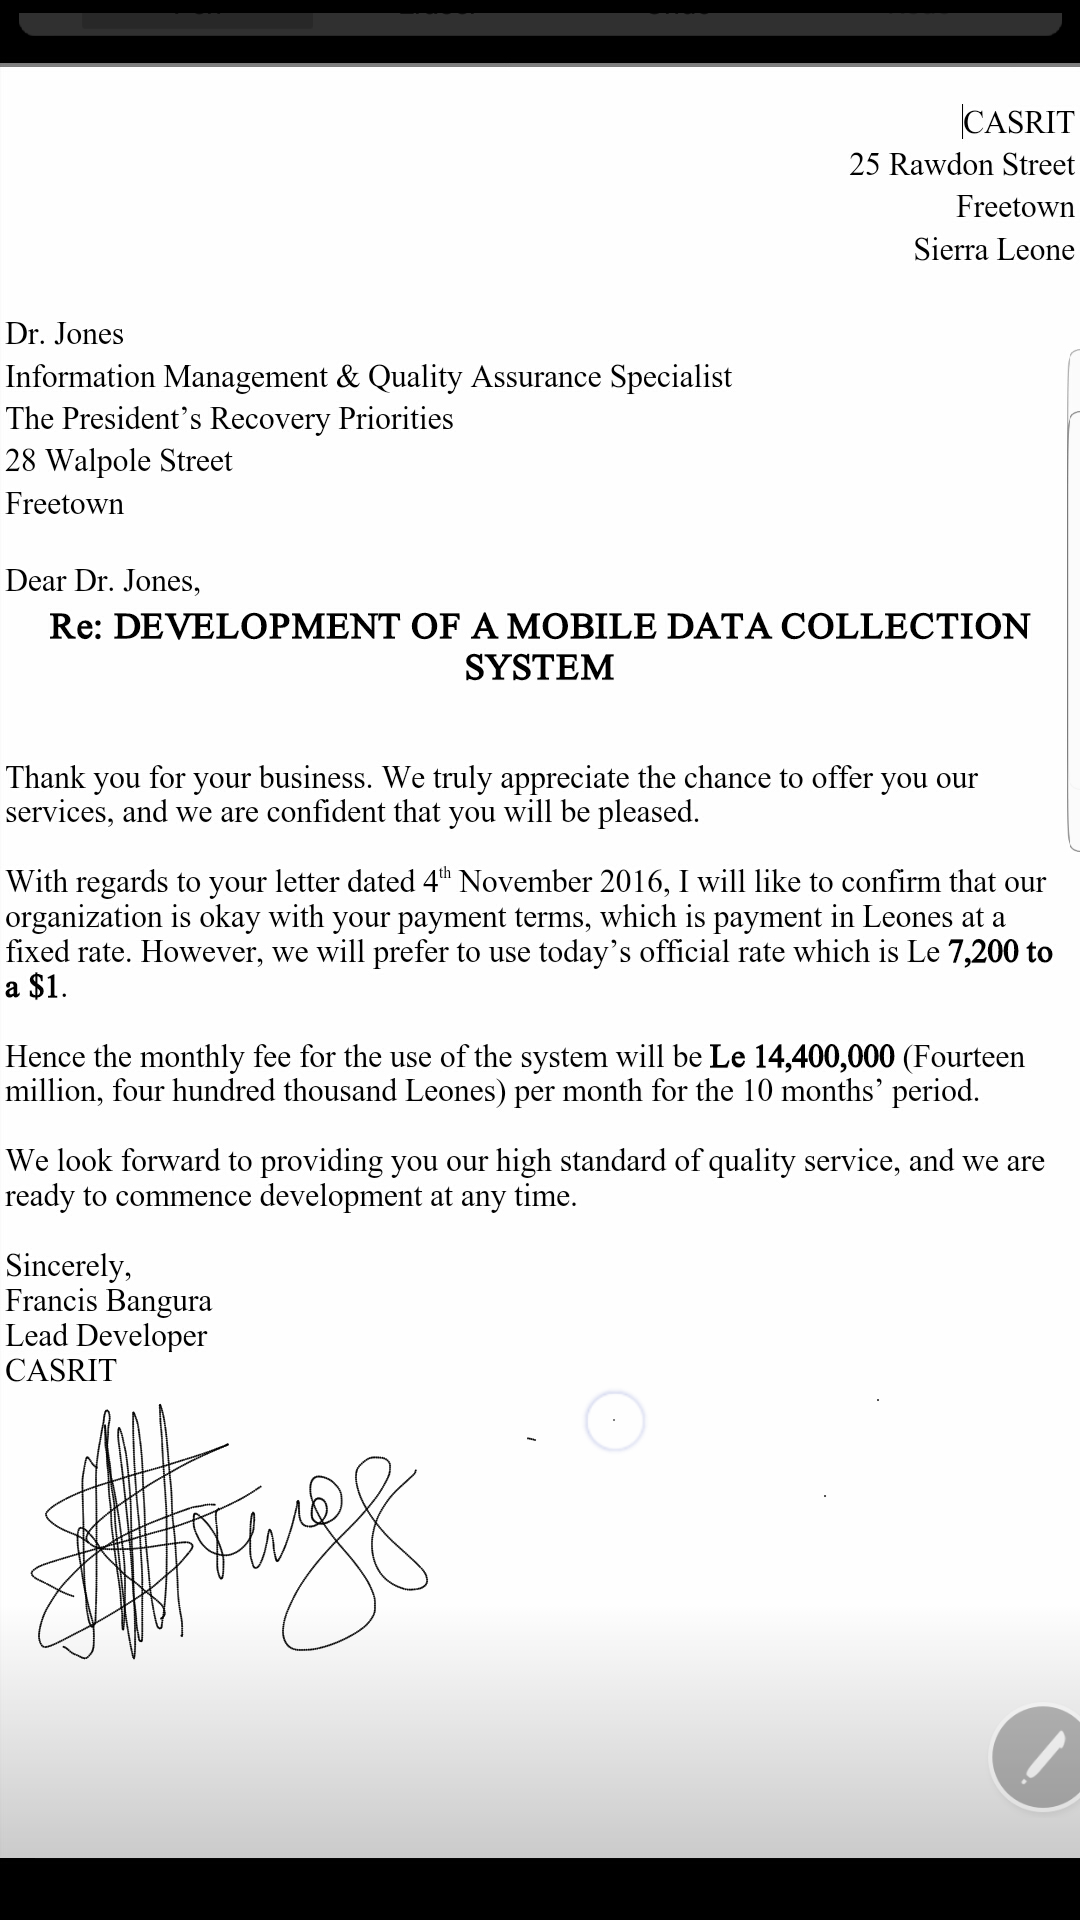 CASRIT
25 Rawdon Street
Freetown
Sierra Leone
Dr. Jones
Information Management & Quality Assurance Specialist
The President’s Recovery Priorities
28 Walpole Street
Freetown
Dear Dr. Jones,
Re: DEVELOPMENT OF A MOBILE DATA COLLECTION
SYSTEM
Thank you for your business. We truly appreciate the chance to offer you our
services, and we are confident that you will be pleased.
With regards to your letter dated 4th November 2016, I will like to confirm that our
organization is okay with your payment terms, which is payment in Leones at a
fixed rate. However, we will prefer to use today’s official rate which is Le 7,200 to
a $1.
Hence the monthly fee for the use of the system will be Le 14,400,000 (Fourteen
million, four hundred thousand Leones) per month for the 10 months’ period.
We look forward to providing you our high standard of quality service, and we are
ready to commence development at any time.
Sincerely,
Francis Bangura
Lead Developer
CASRIT